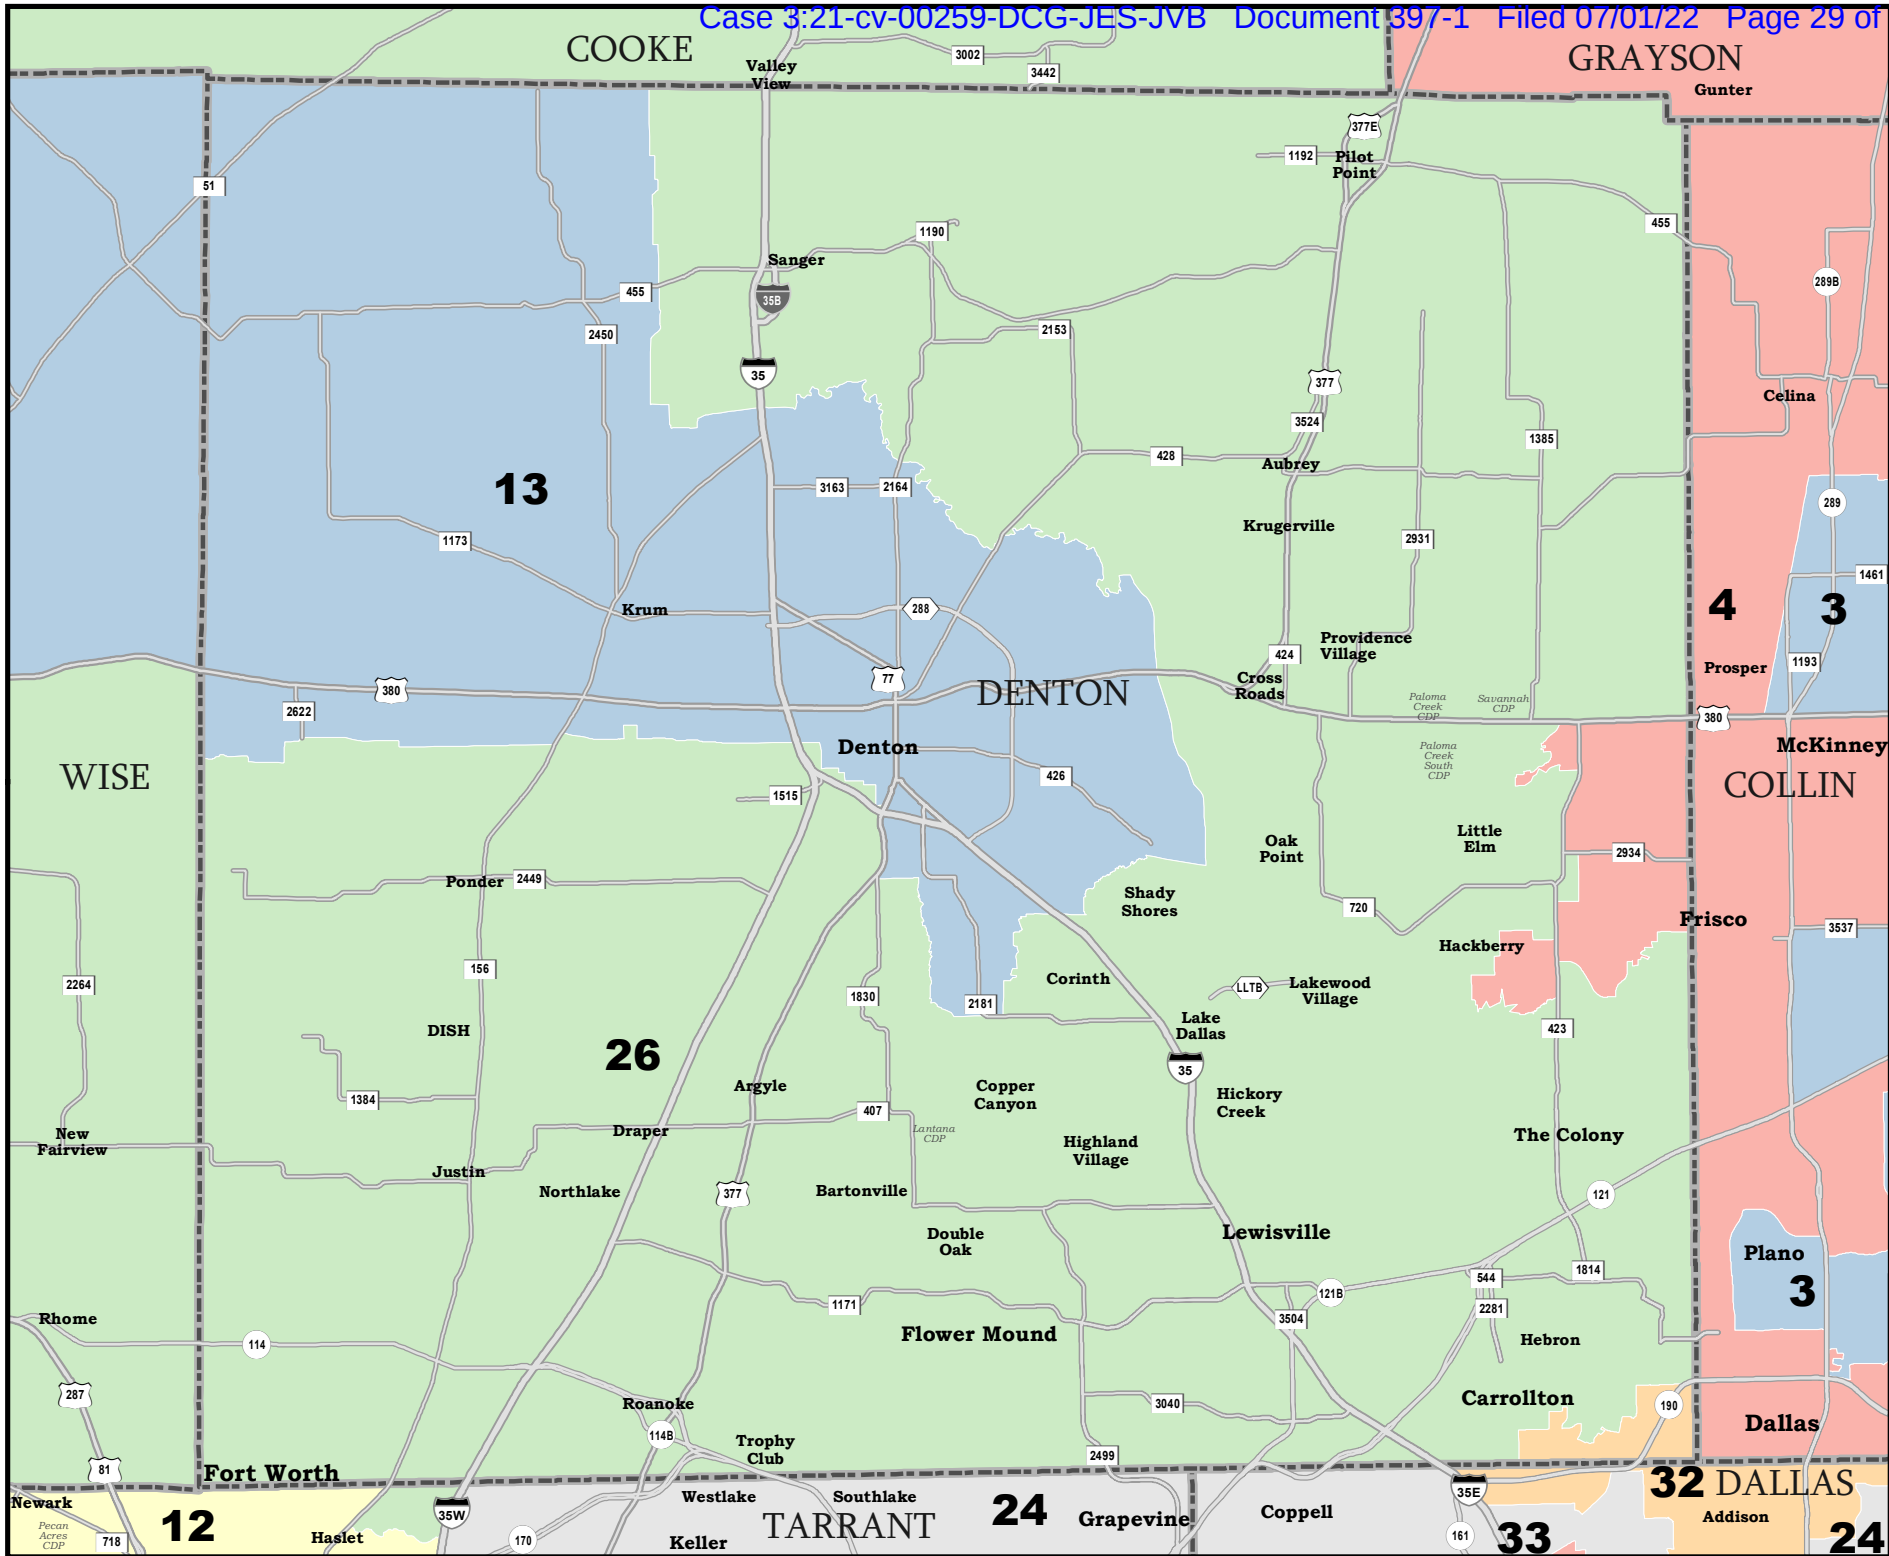 Case 3:21-cv-00259-DCG-JES-JVB Document 397-1 Filed 07/01/22 Page 29 of
COOKE
GRAYSON
Valley
View
3002
3442
Gunter
377E
1192
Pilot
Point
51
455
1190
Sanger
35B
455
289B
2450
2153
35
377
Celina
3524
1385
428
Aubrey
13
3163
2164
289
Krugerville
1173
2931
1461
4
3
Krum
288
424
Providence
Village
Prosper
1193
77
Cross
Roads
380
DENTON
Paloma
Creek
CDP
Savannah
CDP
2622
380
Denton
Paloma
Creek
South
CDP
McKinney
WISE
426
COLLIN
1515
Oak
Point
Little
Elm
2934
Ponder
2449
Shady
Shores
720
Frisco
3537
Hackberry
156
2264
1830
2181
Corinth
LLTB
Lakewood
Village
DISH
Lake
Dallas
423
26
35
Argyle
Copper
Canyon
Hickory
Creek
1384
407
New
Fairview
Draper
Lantana
CDP
Highland
Village
The Colony
Justin
Northlake
377
Bartonville
121
Double
Oak
Lewisville
Plano
544
1814
3
121B
1171
2281
3504
Rhome
Flower Mound
Hebron
114
287
Roanoke
3040
Carrollton
190
114B
Trophy
Club
Dallas
2499
81
Fort Worth
35E
32
DALLAS
Newark
Westlake
Southlake
24
Grapevine
Coppell
Addison
12
35W
TARRANT
Pecan
Acres
CDP
718
Haslet
170
Keller
161
33
24